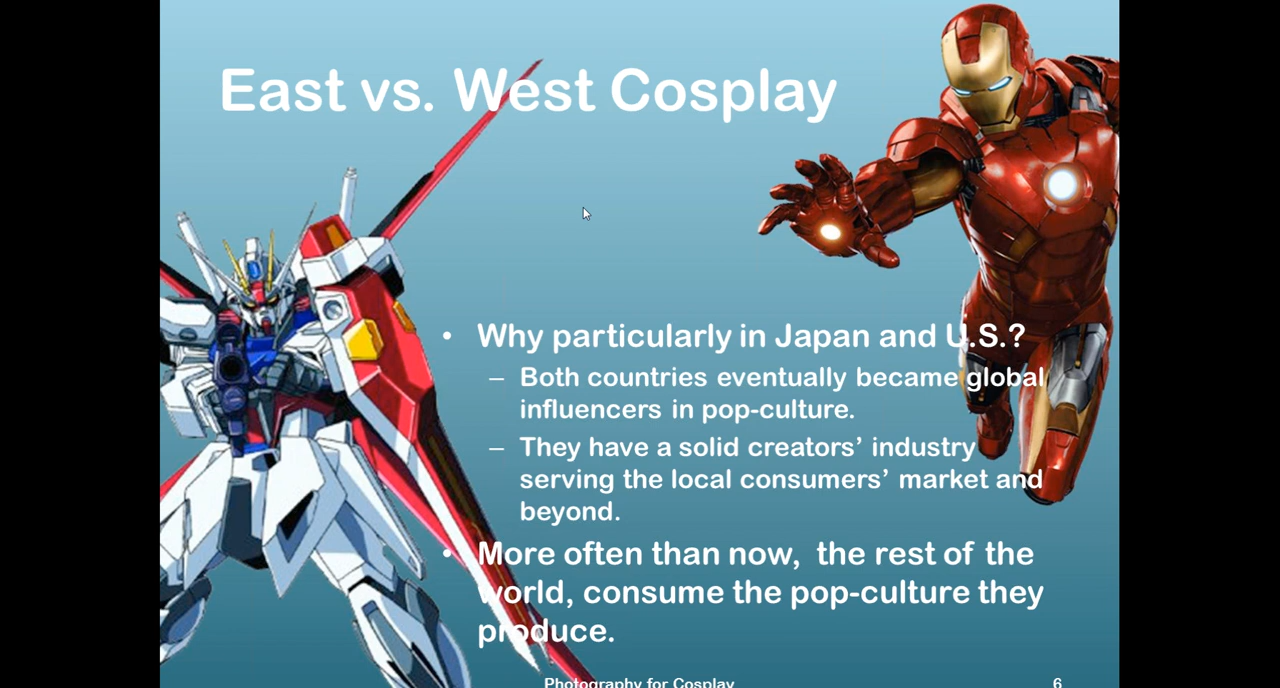 East vs. West Cosplay
• Why particularly in Japan and U.S.?
– Both countries eventually became global
influencers in pop-culture.
– They have a solid creators’ industry
serving the local consumers’ market and
beyond.
• More often than now,  the rest of the
world, consume the pop-culture they
produce.
Photography for Cosplay
6